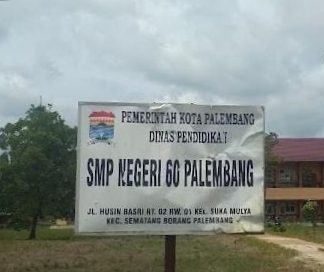 PEMERINTAH KOTA PALEMBANG
DINAS PENDIDIKAN
SMP NEGERI 60 PALEMBANG
JL. HUSIN BASRI RT. 02 RW. 01 KEL. SUKA MULYA
KEC. SEMATANG BORANG PALEMBANG